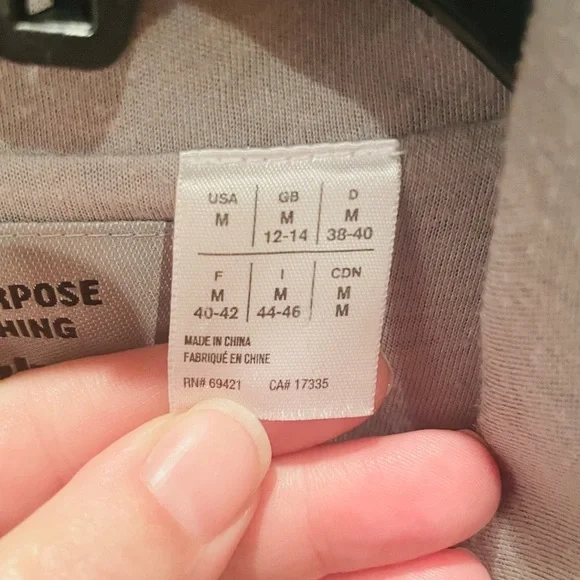 USA GB D
M M M
12-14 38-40
F I CDN
M M M
40-42 44-46 M
MADE IN CHINA
FABRIQUÉ EN CHINE
RN# 69421 CA# 17335
RPOSE
HING